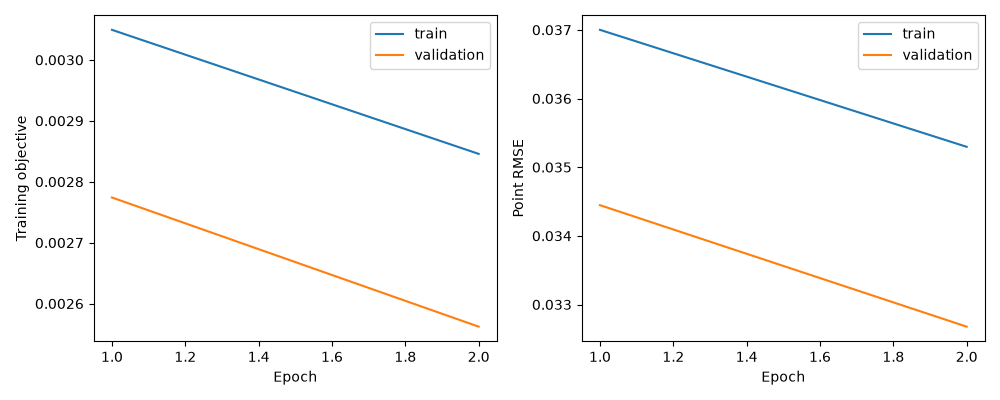 train
validation
0.0030
0.0029
0.0028
0.0027
0.0026
Training objective
1.0 1.2 1.4 1.6 1.8 2.0
Epoch
train
validation
0.037
0.036
0.035
0.034
0.033
Point RMSE
1.0 1.2 1.4 1.6 1.8 2.0
Epoch